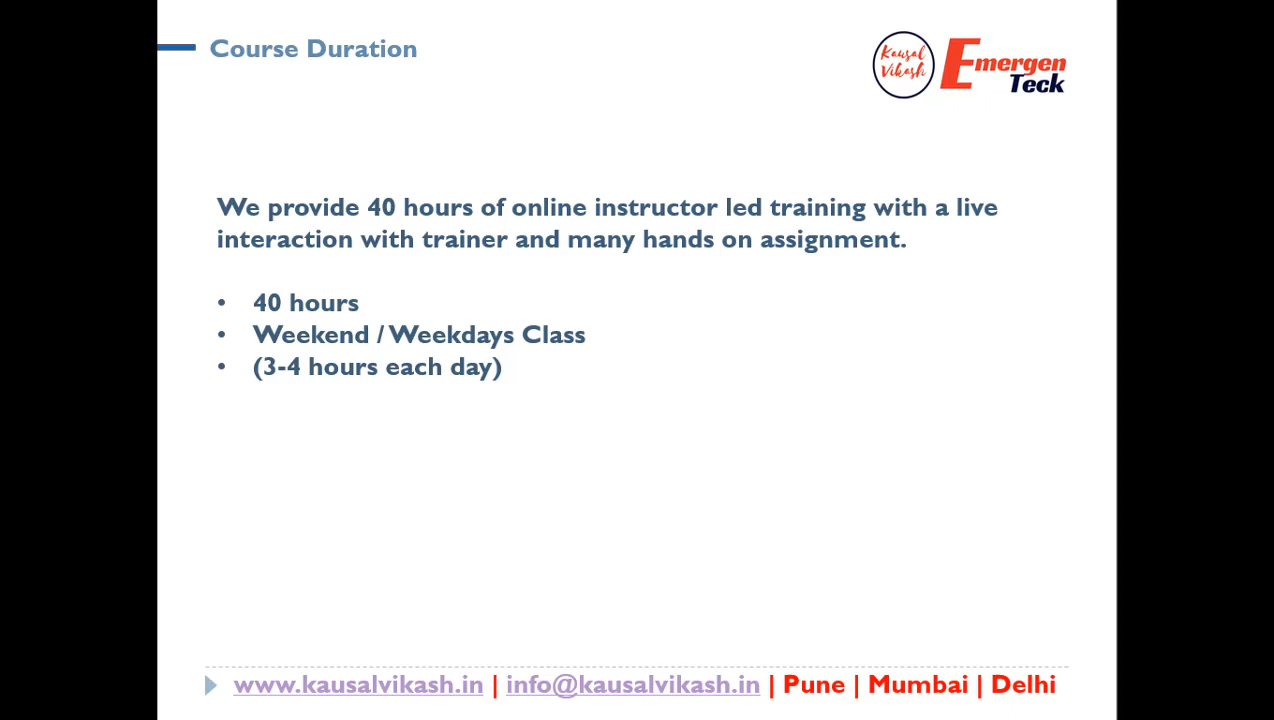 Course Duration
Kausal
Vikash
Emergen
Teck
We provide 40 hours of online instructor led training with a live
interaction with trainer and many hands on assignment.
• 40 hours
• Weekend / Weekdays Class
• (3-4 hours each day)
www.kausalvikash.in | info@kausalvikash.in | Pune | Mumbai | Delhi